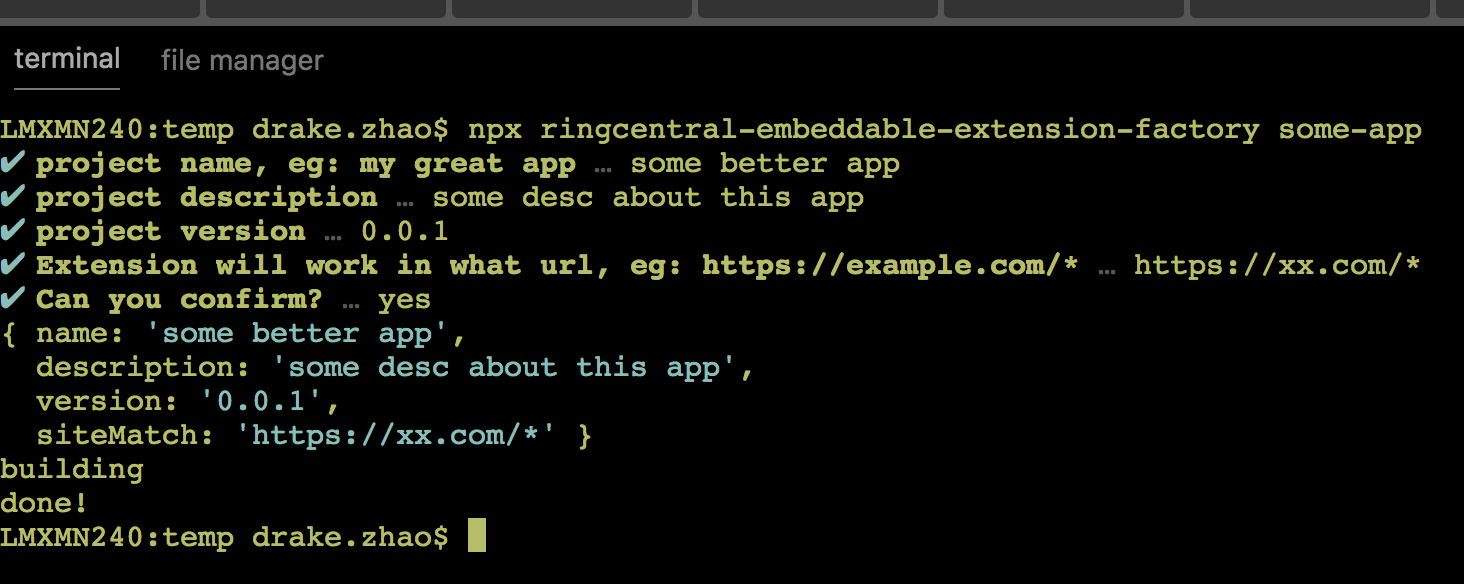 terminal file manager
LMXMN240:temp drake.zhao$ npx ringcentral-embeddable-extension-factory some-app
✔ project name, eg: my great app … some better app
✔ project description … some desc about this app
✔ project version … 0.0.1
✔ Extension will work in what url, eg: https://example.com/* … https://xx.com/*
✔ Can you confirm? … yes
{ name: 'some better app',
  description: 'some desc about this app',
  version: '0.0.1',
  siteMatch: 'https://xx.com/*' }
building
done!
LMXMN240:temp drake.zhao$